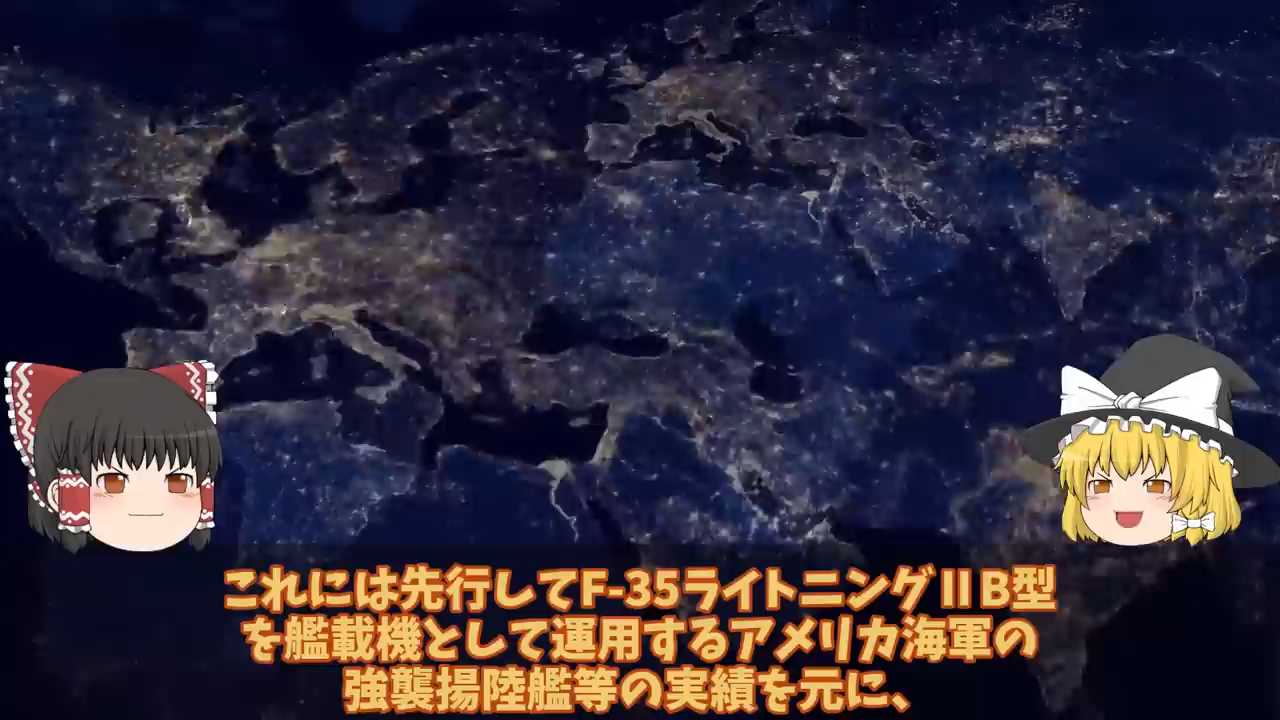 これには先行してF-35ライトニングⅡB型
を艦載機として運用するアメリカ海軍の
強襲揚陸艦等の実績を元に、